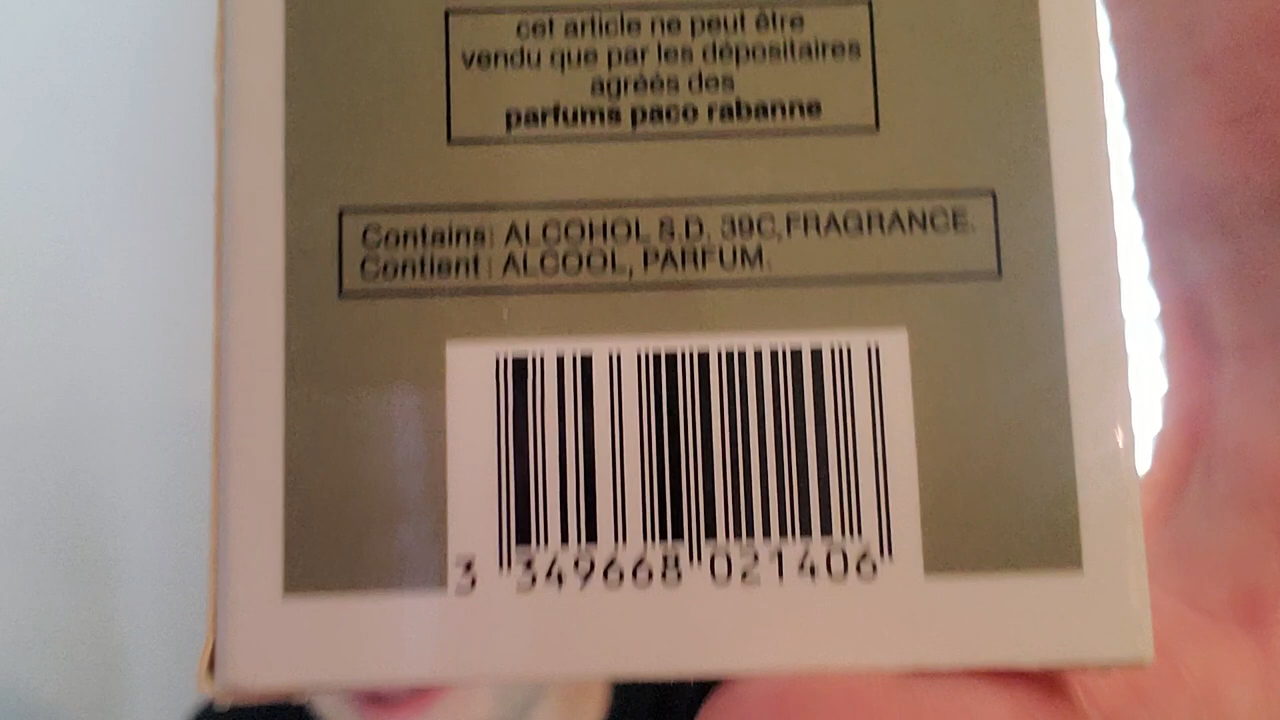 cet article ne peut être
vendu que par les dépositaires
agréés des
parfums paco rabanne
Contains: ALCOHOL S.D. 39C, FRAGRANCE.
Contient : ALCOOL, PARFUM.
3 349668 021406